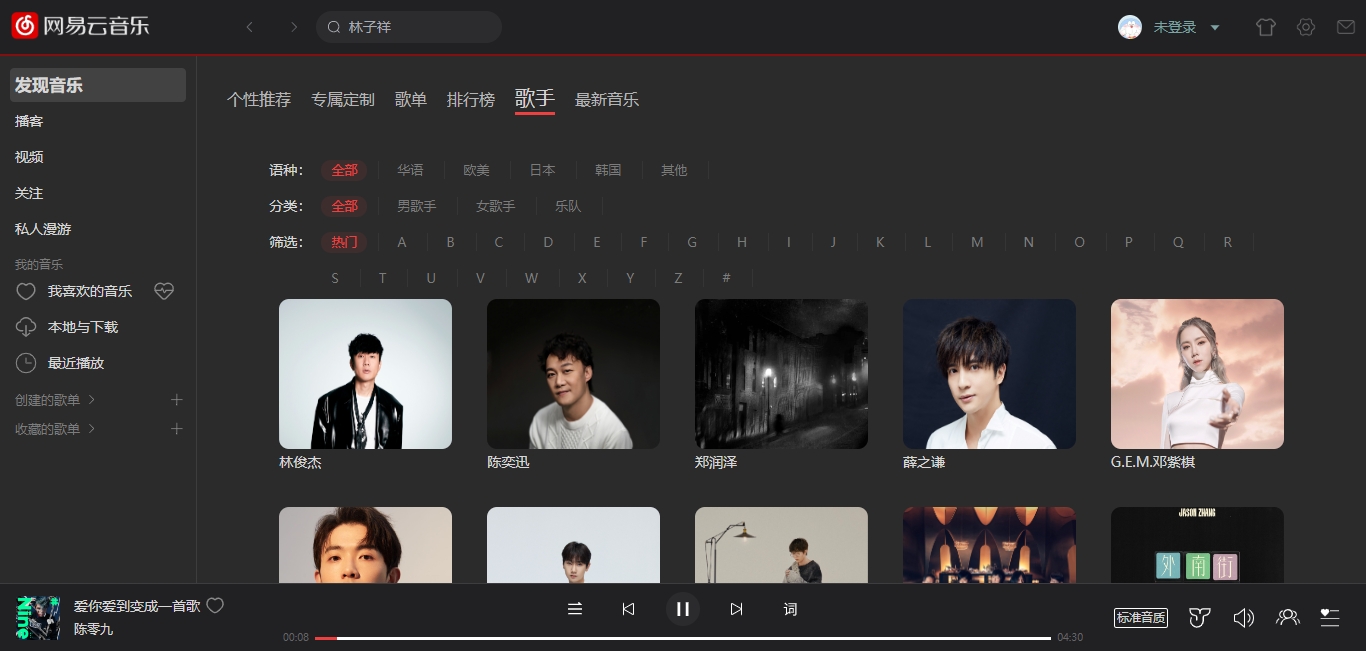 网易云音乐
林子祥
未登录
发现音乐
播客
视频
关注
私人漫游
我的音乐
我喜欢的音乐
本地与下载
最近播放
创建的歌单
收藏的歌单
个性推荐 专属定制 歌单 排行榜 歌手 最新音乐
语种： 全部 华语 欧美 日本 韩国 其他
分类： 全部 男歌手 女歌手 乐队
筛选： 热门 A B C D E F G H I J K L M N O P Q R
S T U V W X Y Z #
林俊杰 陈奕迅 郑润泽 薛之谦 G.E.M.邓紫棋
JASON ZHANG
外 南 街
Nine
爱你爱到变成一首歌
陈零九
词
00:08 04:30
标准音质